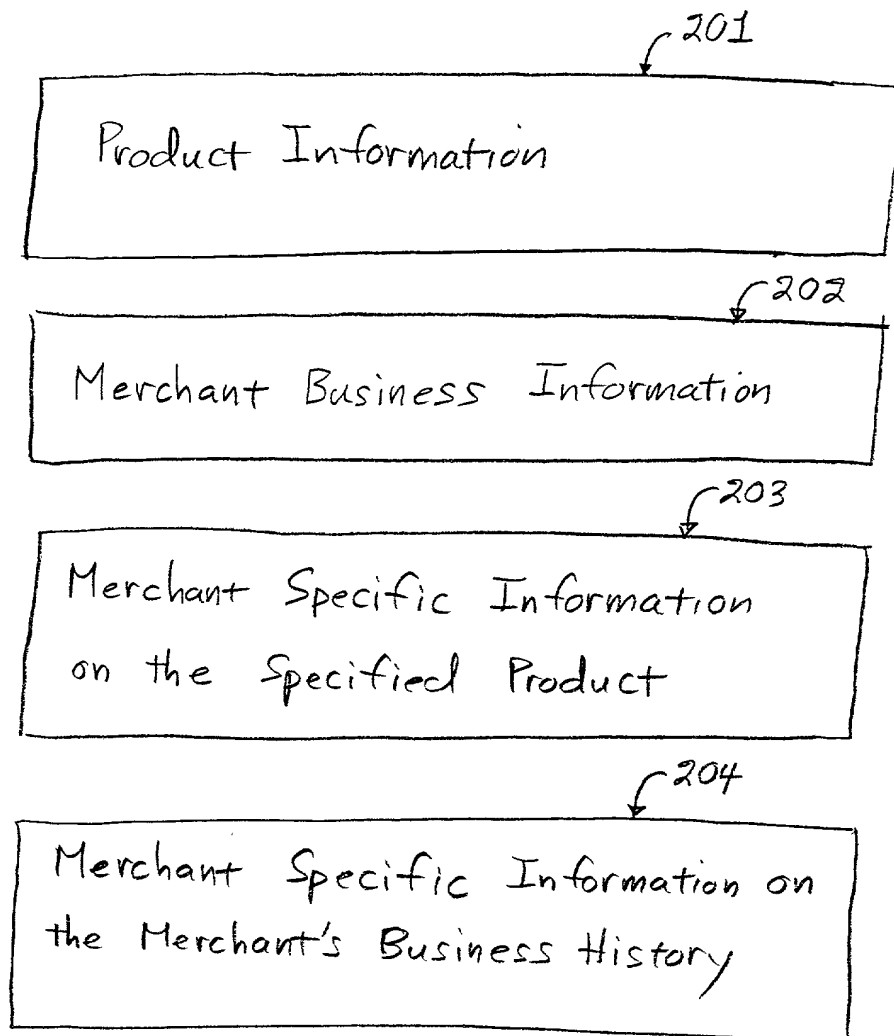 201
Product Information
202
Merchant Business Information
203
Merchant Specific Information
on the Specified Product
204
Merchant Specific Information on
the Merchant's Business History